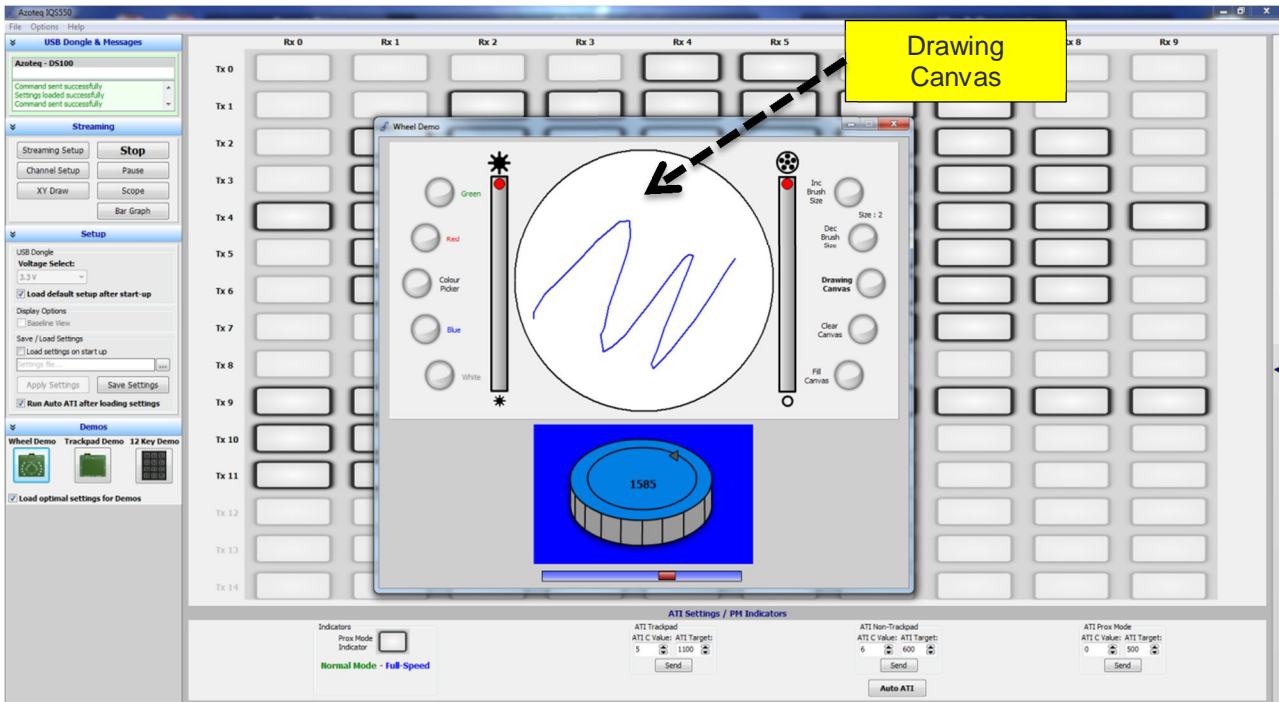 Azoteq IQS550
File Options Help
USB Dongle & Messages
Azoteq - DS100
Command sent successfully
Settings loaded successfully
Command sent successfully
Streaming
Streaming Setup
Stop
Channel Setup
Pause
XY Draw
Scope
Bar Graph
Setup
USB Dongle
Voltage Select:
3.3 V
Load default setup after start-up
Display Options
Baseline View
Save / Load Settings
Load settings on start up
Settings file ...
...
Apply Settings
Save Settings
Run Auto ATI after loading settings
Demos
Wheel Demo Trackpad Demo 12 Key Demo
Load optimal settings for Demos
Rx 0 Rx 1 Rx 2 Rx 3 Rx 4 Rx 5 x 8 Rx 9
Tx 0
Tx 1
Tx 2
Tx 3
Tx 4
Tx 5
Tx 6
Tx 7
Tx 8
Tx 9
Tx 10
Tx 11
Tx 12
Tx 13
Tx 14
Drawing
Canvas
Wheel Demo
Green
Red
Colour
Picker
Blue
White
Inc
Brush
Size
Size : 2
Dec
Brush
Size
Drawing
Canvas
Clear
Canvas
Fill
Canvas
1585
ATI Settings / PM Indicators
Indicators
Prox Mode
Indicator
Normal Mode - Full-Speed
ATI Trackpad
ATI C Value: ATI Target:
5 1100
Send
ATI Non-Trackpad
ATI C Value: ATI Target:
6 600
Send
Auto ATI
ATI Prox Mode
ATI C Value: ATI Target:
0 500
Send